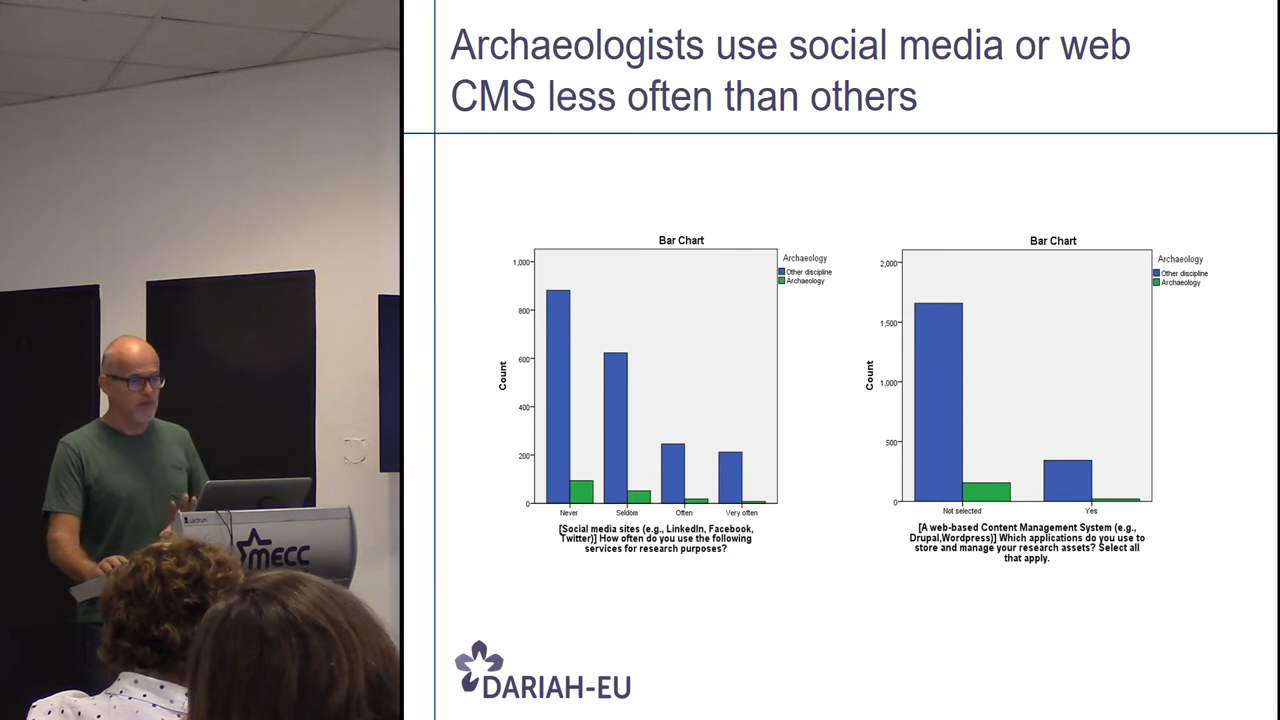 Archaeologists use social media or web
CMS less often than others
Bar Chart
Archaeology
Other discipline
Archaeology
1,000
800
600
400
200
0
Count
Never
Seldom
Often
Very often
[Social media sites (e.g., LinkedIn, Facebook,
Twitter)] How often do you use the following
services for research purposes?
Bar Chart
Archaeology
Other discipline
Archaeology
2,000
1,500
1,000
500
0
Count
Not selected
Yes
[A web-based Content Management System (e.g.,
Drupal,Wordpress)] Which applications do you use to
store and manage your research assets? Select all
that apply.
DARIAH-EU
mecc